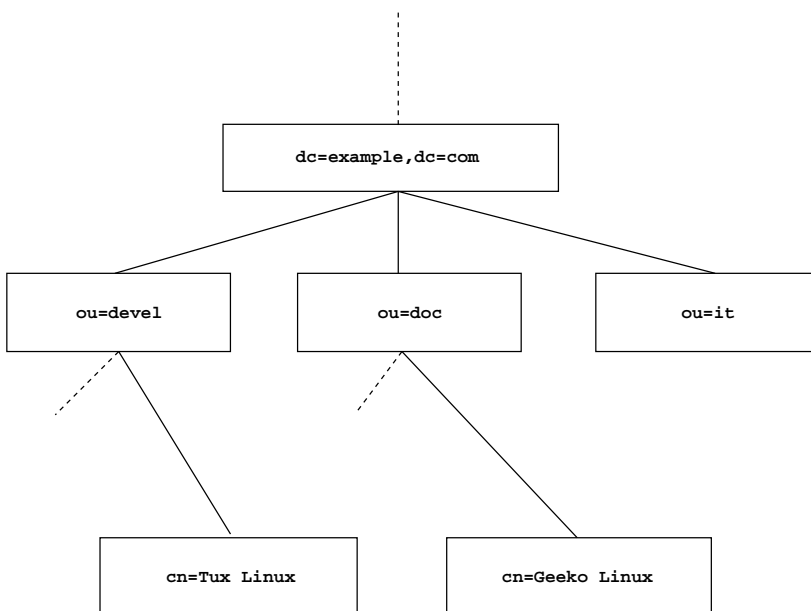 dc=example,dc=com
ou=devel
ou=doc
ou=it
cn=Tux Linux
cn=Geeko Linux